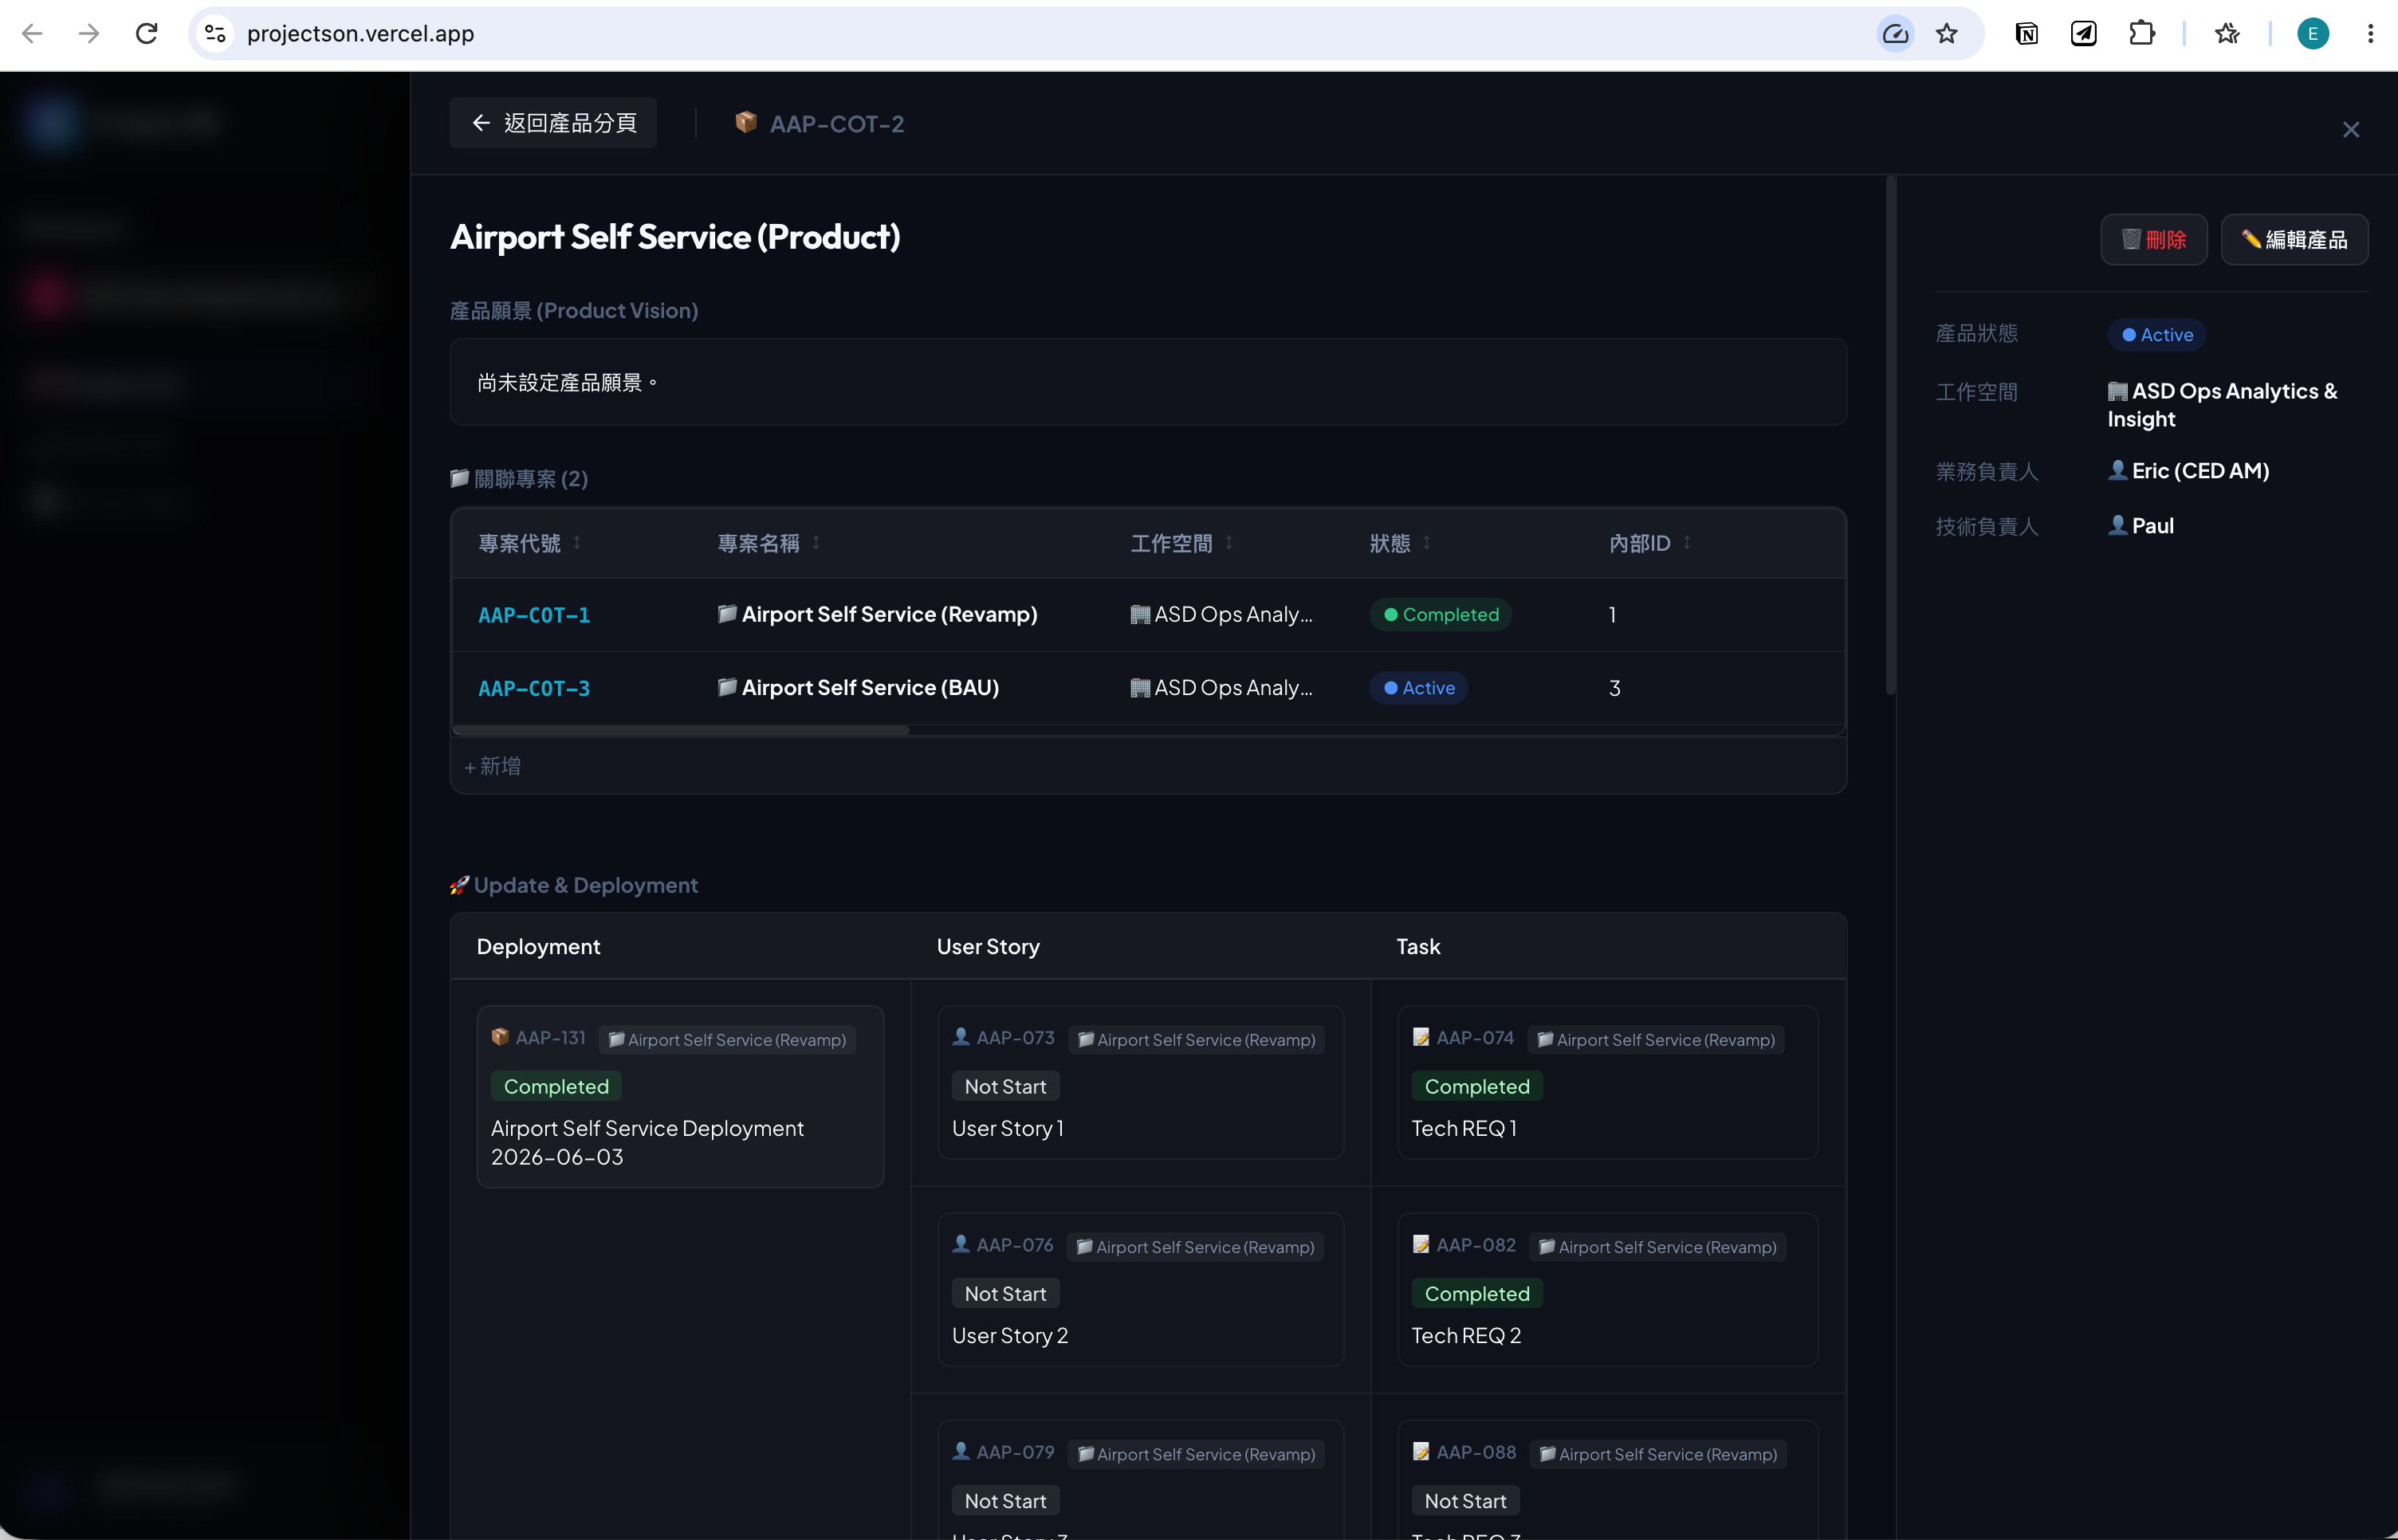 projectson.vercel.app
E
返回產品分頁
AAP-COT-2
Airport Self Service (Product)
刪除
編輯產品
產品願景 (Product Vision)
尚未設定產品願景。
產品狀態
Active
工作空間
ASD Ops Analytics &
Insight
業務負責人
Eric (CED AM)
技術負責人
Paul
關聯專案 (2)
專案代號 專案名稱 工作空間 狀態 內部ID
AAP-COT-1 Airport Self Service (Revamp) ASD Ops Analy... Completed 1
AAP-COT-3 Airport Self Service (BAU) ASD Ops Analy... Active 3
+ 新增
Update & Deployment
Deployment User Story Task
AAP-131 Airport Self Service (Revamp)
Completed
Airport Self Service Deployment
2026-06-03
AAP-073 Airport Self Service (Revamp)
Not Start
User Story 1
AAP-074 Airport Self Service (Revamp)
Completed
Tech REQ 1
AAP-076 Airport Self Service (Revamp)
Not Start
User Story 2
AAP-082 Airport Self Service (Revamp)
Completed
Tech REQ 2
AAP-079 Airport Self Service (Revamp)
Not Start
User Story 3
AAP-088 Airport Self Service (Revamp)
Not Start
Tech REQ 3